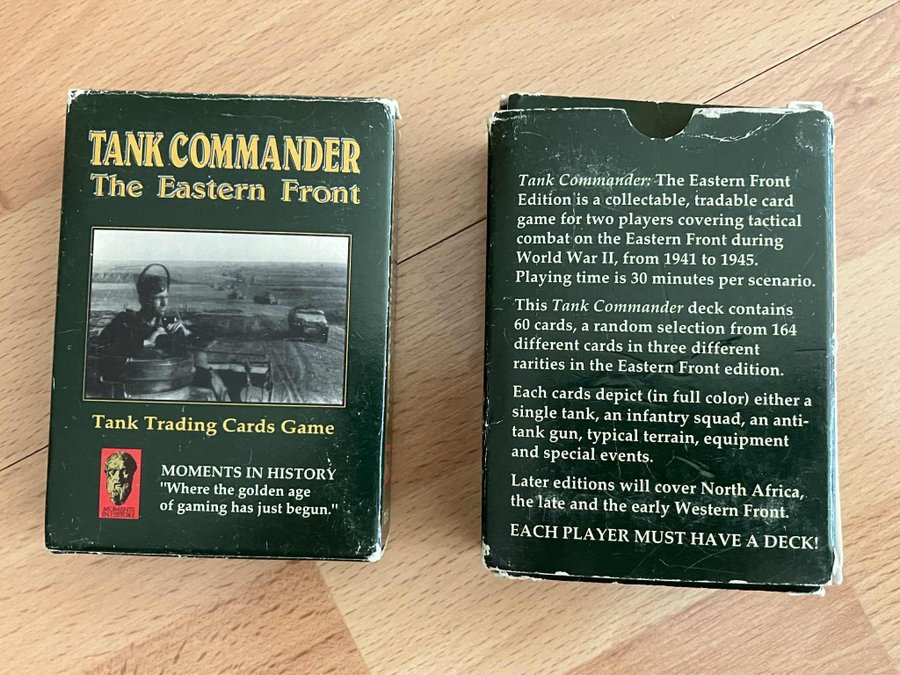 TANK COMMANDER
The Eastern Front
Tank Trading Cards Game
MOMENTS IN HISTORY
"Where the golden age
of gaming has just begun."
MOMENTS
IN HISTORY
Tank Commander: The Eastern Front
Edition is a collectable, tradable card
game for two players covering tactical
combat on the Eastern Front during
World War II, from 1941 to 1945.
Playing time is 30 minutes per scenario.
This Tank Commander deck contains
60 cards, a random selection from 164
different cards in three different
rarities in the Eastern Front edition.
Each cards depict (in full color) either a
single tank, an infantry squad, an anti-
tank gun, typical terrain, equipment
and special events.
Later editions will cover North Africa,
the late and the early Western Front.
EACH PLAYER MUST HAVE A DECK!